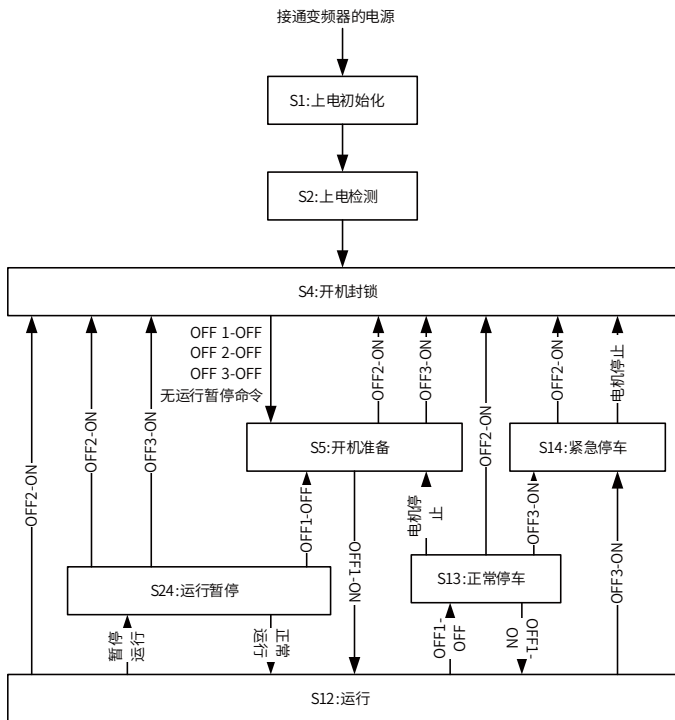 接通变频器的电源
S1:上电初始化
S2:上电检测
S4:开机封锁
OFF 1-OFF
OFF 2-OFF
OFF 3-OFF
无运行暂停命令
OFF2-ON
OFF3-ON
OFF2-ON
电机停止
OFF2-ON
OFF3-ON
OFF2-ON
S5:开机准备
S14:紧急停车
OFF2-ON
OFF1-OFF
电机停
止
OFF3-ON
OFF1-ON
OFF3-ON
S24:运行暂停
S13:正常停车
暂停
运行
正常
运行
OFF1-
OFF
OFF1-
ON
S12:运行